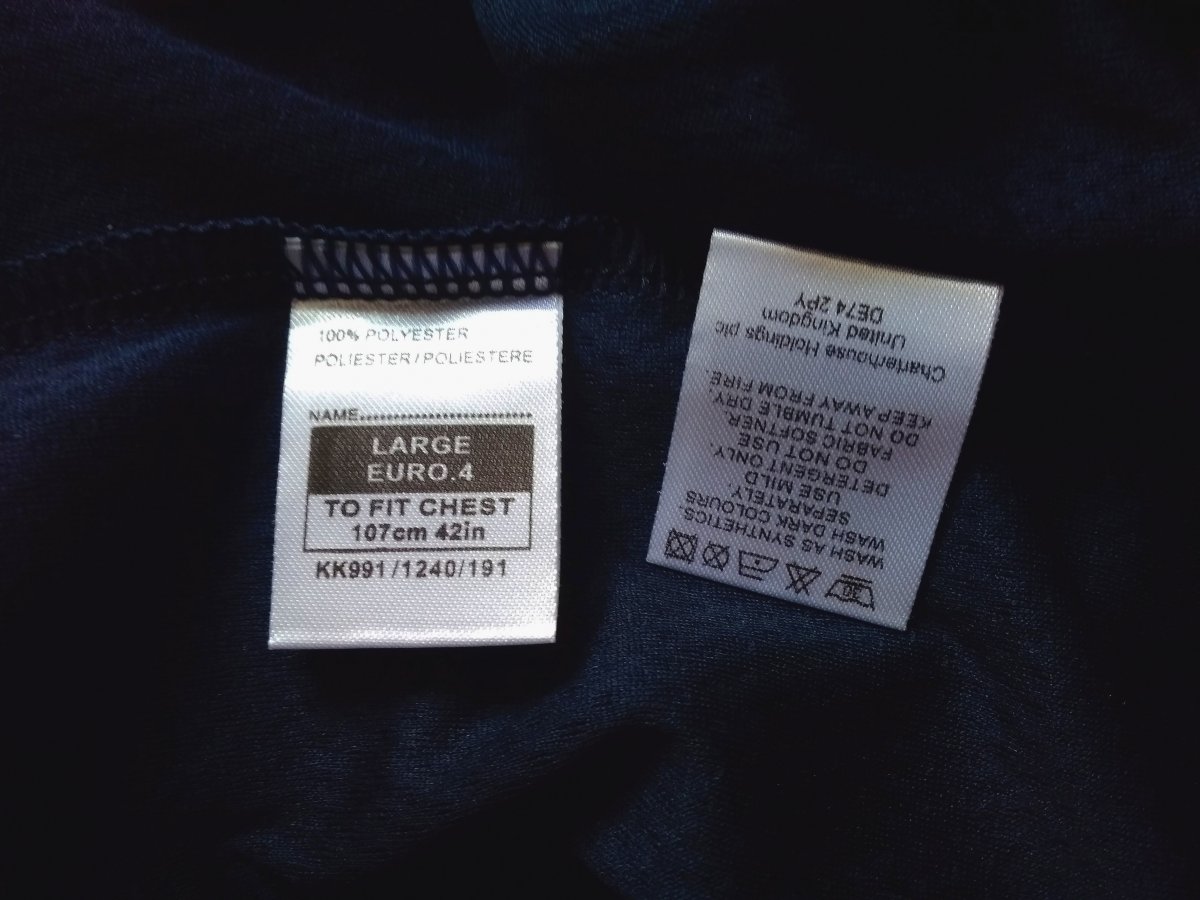 100% POLYESTER
POLIESTER/POLIESTERE
NAME........................
LARGE
EURO.4
TO FIT CHEST
107cm 42in
KK991/1240/191
30
WASH AS SYNTHETICS.
WASH DARK COLOURS
SEPARATELY
USE MILD
DETERGENT ONLY
DO NOT USE
FABRIC SOFTNER.
DO NOT TUMBLE DRY
KEEP AWAY FROM FIRE.
Charterhouse Holdings plc
United Kingdom
DE74 2PY